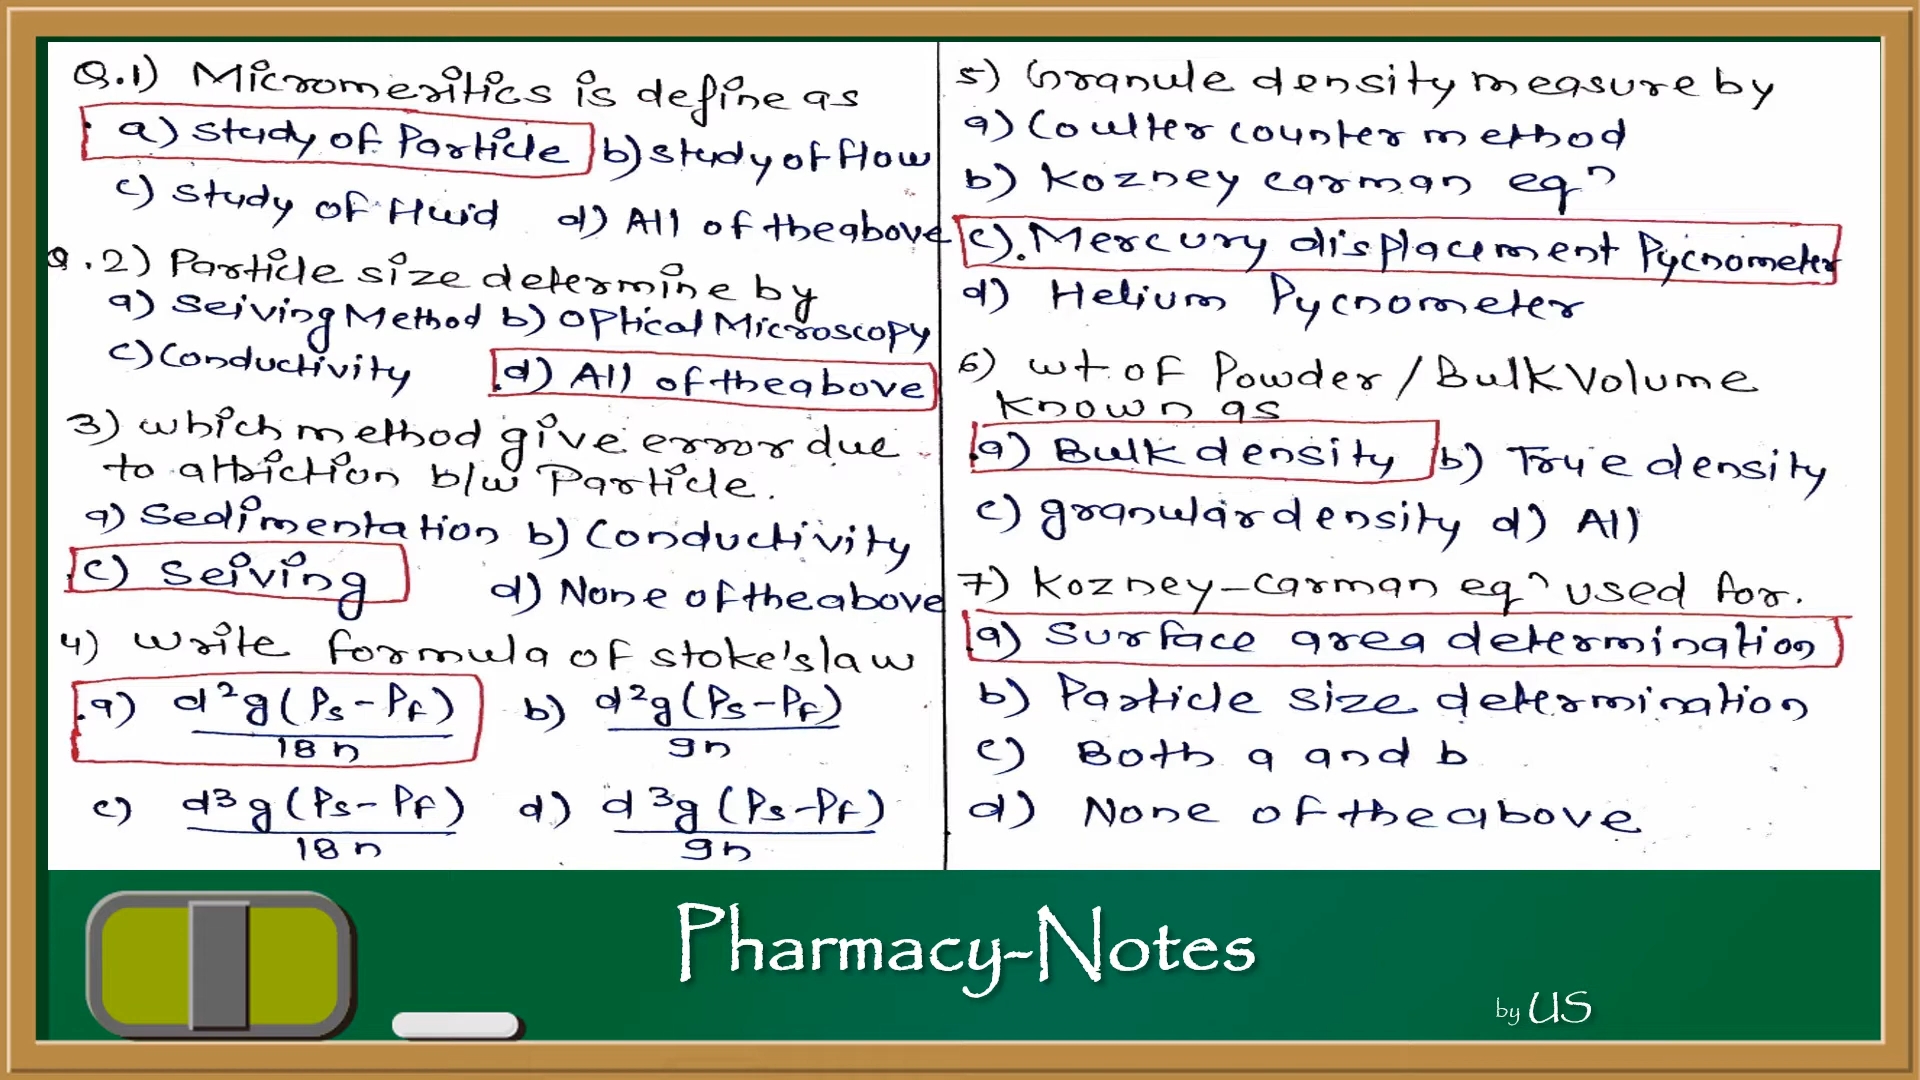 Q.1) Micromeritics is define as
a) Study of Particle b) study of flow
c) study of fluid d) All of the above
Q.2) Particle size determine by
a) Seiving Method b) Optical Microscopy
c) Conductivity d) All of the above
3) which method give error due
to attriction b/w Particle.
a) Sedimentation b) Conductivity
c) Seiving d) None of the above
4) write formula of stoke's law
a) d²g(Ps-Pf)/18n b) d²g(Ps-Pf)/9n
c) d³g(Ps-Pf)/18n d) d³g(Ps-Pf)/9n
5) Granule density measure by
a) Coulter counter method
b) Kozney carman eqⁿ
c). Mercury displacement Pycnometer
d) Helium Pycnometer
6) wt of Powder/Bulk Volume
known as
a) Bulk density b) True density
c) granular density d) All
7) Kozney-carman eqⁿ used for.
a) Surface area determination
b) Particle size determination
c) Both a and b
d) None of the above
Pharmacy-Notes
by US